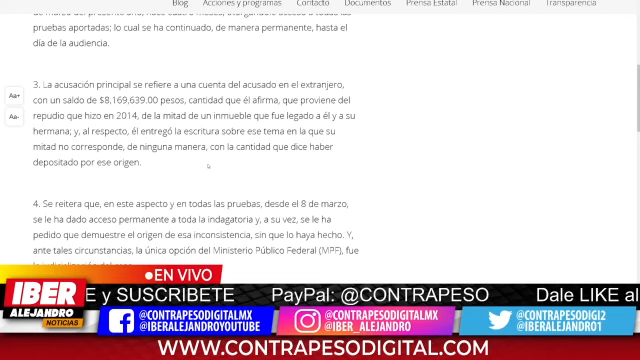 Blog Acciones y programas Contacto Documentos Prensa Estatal Prensa Nacional Transparencia
pruebas aportadas; lo cual se ha continuado, de manera permanente, hasta el
día de la audiencia.
Aa+
Aa-
3. La acusación principal se refiere a una cuenta del acusado en el extranjero,
con un saldo de $8,169,639.00 pesos, cantidad que él afirma, que proviene del
repudio que hizo en 2014, de la mitad de un inmueble que fue legado a él y a su
hermana; y, al respecto, él entregó la escritura sobre ese tema en la que su
mitad no corresponde, de ninguna manera, con la cantidad que dice haber
depositado por ese origen.
4. Se reitera que, en este aspecto y en todas las pruebas, desde el 8 de marzo,
se le ha dado acceso permanente a toda la indagatoria y, a su vez, se le ha
pedido que demuestre el origen de esa inconsistencia, sin que lo haya hecho. Y,
ante tales circunstancias, la única opción del Ministerio Público Federal (MPF), fue
EN VIVO
IBER
ALEJANDRO
NOTICIAS
E y SUSCRIBETE PayPal: @CONTRAPESO Dale LIKE al
@CONTRAPESODIGITALMX
@IBERALEJANDROYOUTUBE
@CONTRAPESODIGITALMX
@IBER_ALEJANDRO
@CONTRAPESODIGI2
@IBERALEJANDRO1
WWW.CONTRAPESODIGITAL.COM